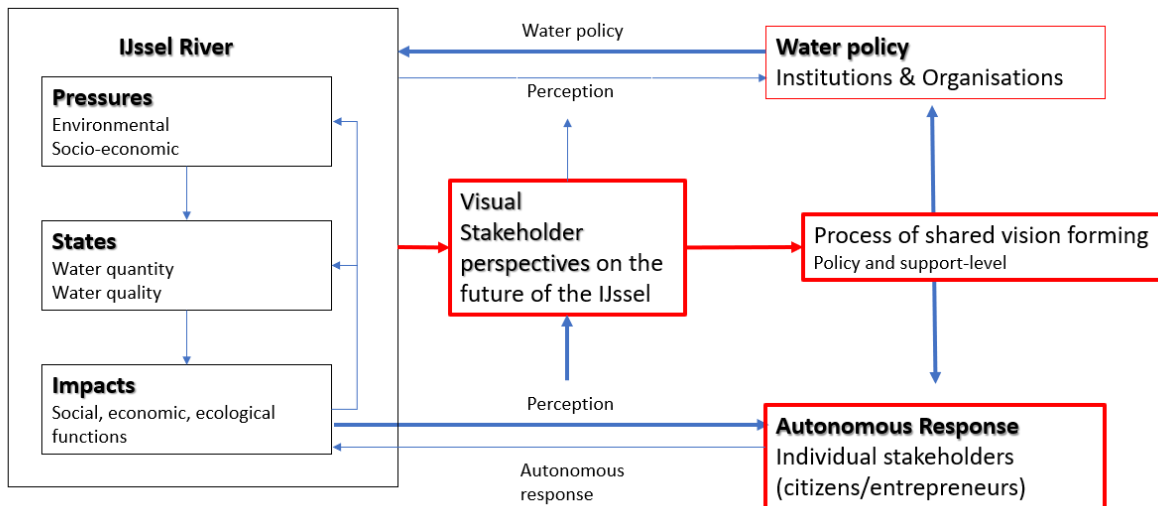 IJssel River
Pressures
Environmental
Socio-economic
States
Water quantity
Water quality
Impacts
Social, economic, ecological
functions
Water policy
Perception
Visual
Stakeholder
perspectives on the
future of the IJssel
Perception
Autonomous
response
Water policy
Institutions & Organisations
Process of shared vision forming
Policy and support-level
Autonomous Response
Individual stakeholders
(citizens/entrepreneurs)